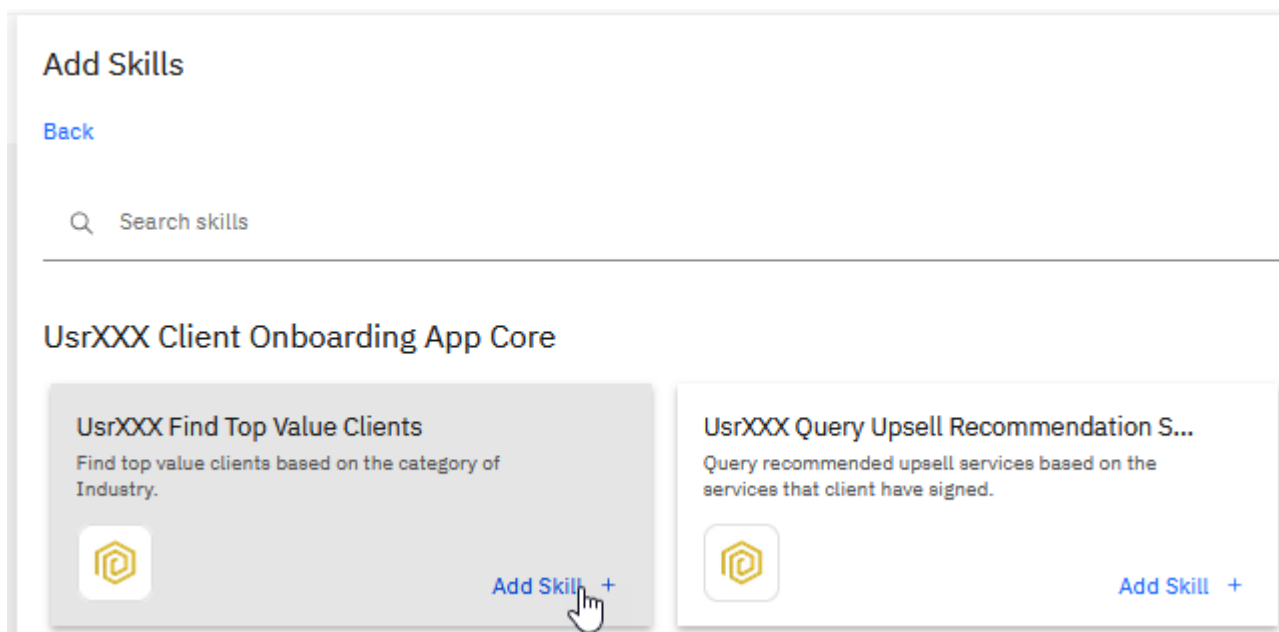 Add Skills
Back
Search skills
UsrXXX Client Onboarding App Core
UsrXXX Find Top Value Clients
Find top value clients based on the category of
Industry.
Add Skill +
UsrXXX Query Upsell Recommendation S...
Query recommended upsell services based on the
services that client have signed.
Add Skill +